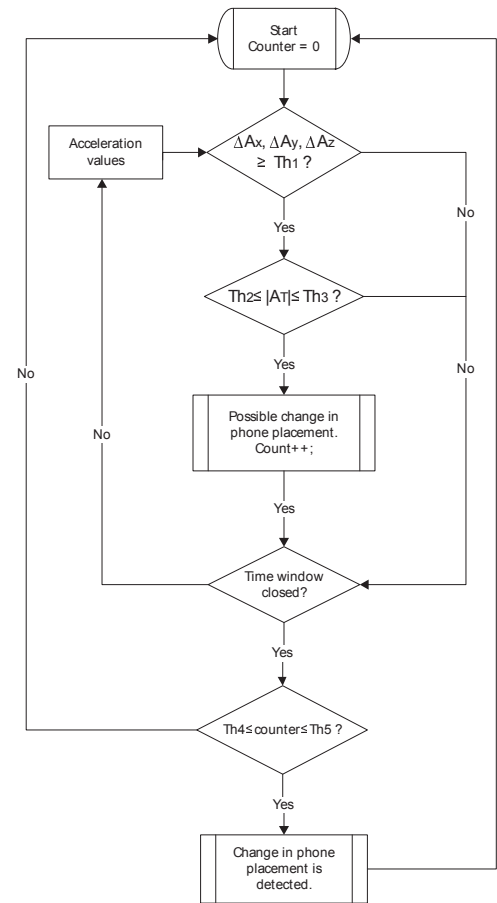 Start
Counter = 0
Acceleration
values
ΔAx, ΔAy, ΔAz
≥ Th1 ?
No
Yes
Th2≤ |AT|≤ Th3 ?
Yes
No
No
Possible change in
phone placement.
Count++;
No
Yes
Time window
closed?
Yes
Th4≤counter≤Th5 ?
Yes
Change in phone
placement is
detected.